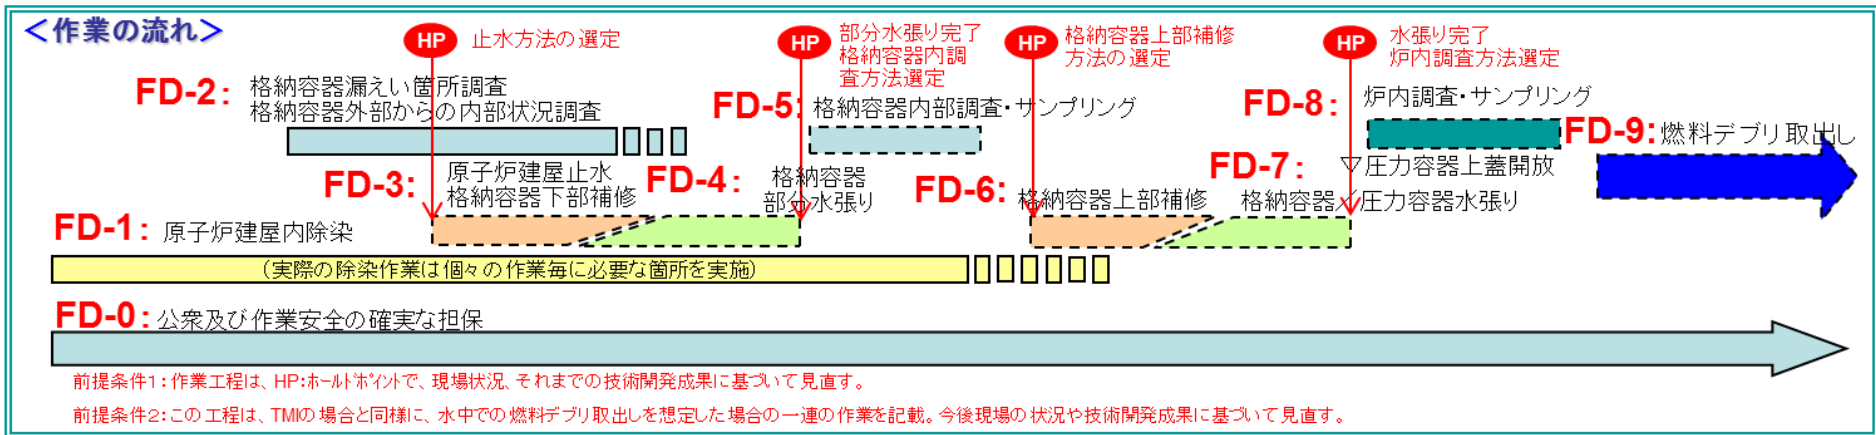 ＜作業の流れ＞
HP
止水方法の選定
HP
部分水張り完了
格納容器内調
査方法選定
HP
格納容器上部補修
方法の選定
HP
水張り完了
炉内調査方法選定
FD-2：
格納容器漏えい箇所調査
格納容器外部からの内部状況調査
FD-5：
格納容器内部調査・サンプリング
FD-8：
炉内調査・サンプリング
FD-9：燃料デブリ取出し
FD-3：
原子炉建屋止水
格納容器下部補修
FD-4：
格納容器
部分水張り
FD-6：
格納容器上部補修
FD-7：
▽圧力容器上蓋開放
格納容器／圧力容器水張り
FD-1：原子炉建屋内除染
（実際の除染作業は個々の作業毎に必要な箇所を実施）
FD-0：公衆及び作業安全の確実な担保
前提条件1：作業工程は、HP：ホールドポイントで、現場状況、それまでの技術開発成果に基づいて見直す。
前提条件2：この工程は、TMIの場合と同様に、水中での燃料デブリ取出しを想定した場合の一連の作業を記載。今後現場の状況や技術開発成果に基づいて見直す。